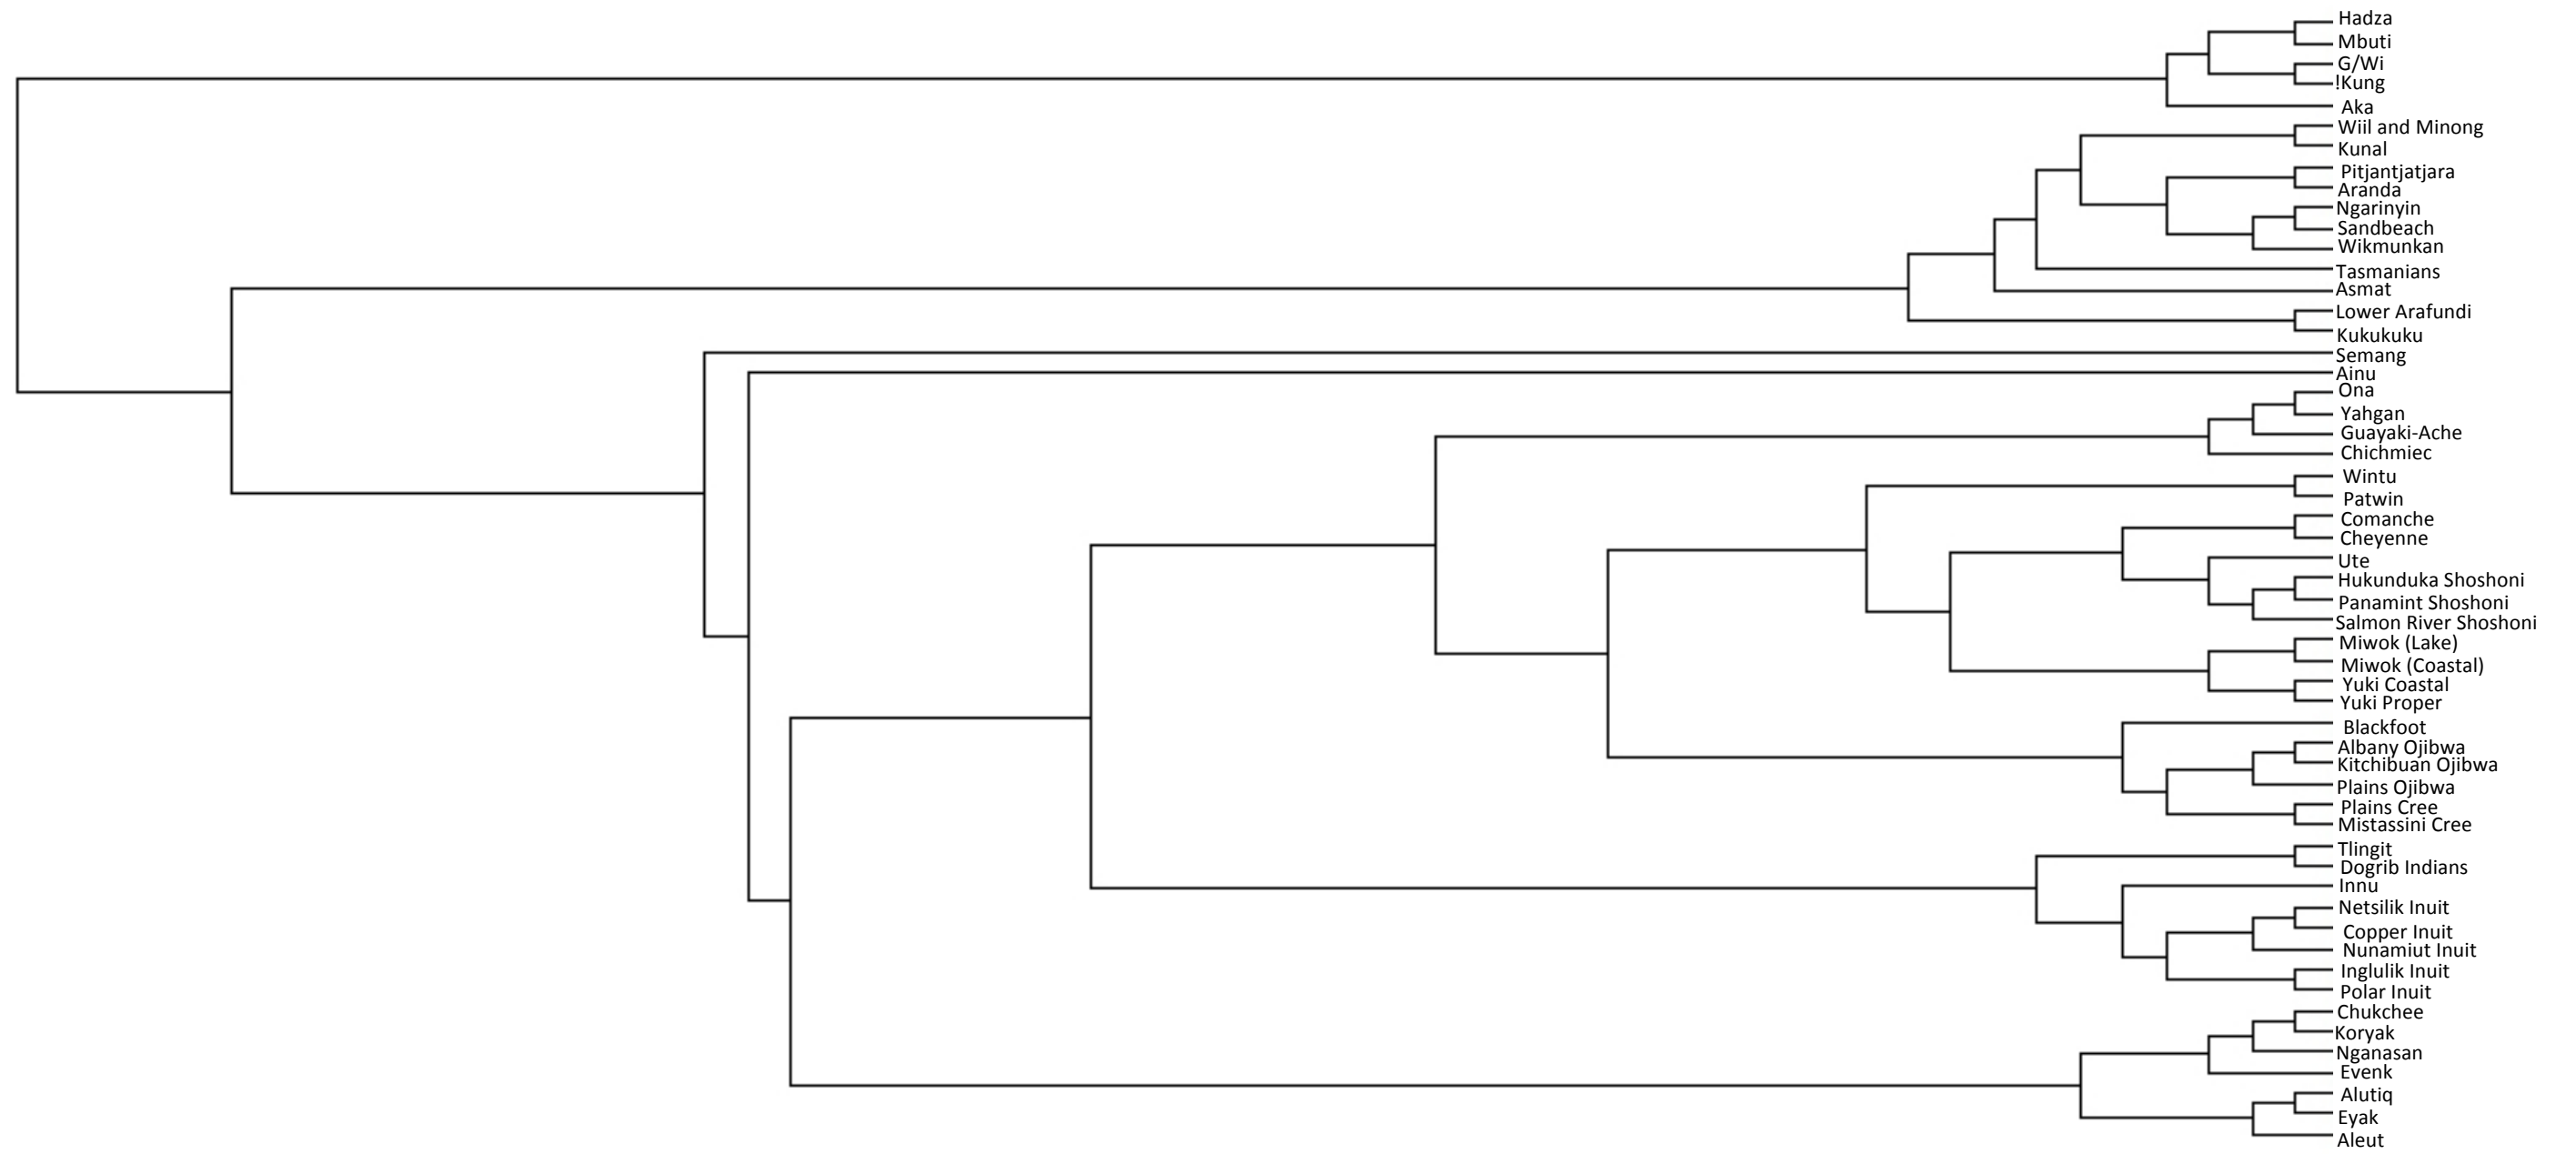 Hadza
Mbuti
G/Wi
!Kung
Aka
Wiil and Minong
Kunal
Pitjantjatjara
Aranda
Ngarinyin
Sandbeach
Wikmunkan
Tasmanians
Asmat
Lower Arafundi
Kukukuku
Semang
Ainu
Ona
Yahgan
Guayaki-Ache
Chichmiec
Wintu
Patwin
Comanche
Cheyenne
Ute
Hukunduka Shoshoni
Panamint Shoshoni
Salmon River Shoshoni
Miwok (Lake)
Miwok (Coastal)
Yuki Coastal
Yuki Proper
Blackfoot
Albany Ojibwa
Kitchibuan Ojibwa
Plains Ojibwa
Plains Cree
Mistassini Cree
Tlingit
Dogrib Indians
Innu
Netsilik Inuit
Copper Inuit
Nunamiut Inuit
Inglulik Inuit
Polar Inuit
Chukchee
Koryak
Nganasan
Evenk
Alutiq
Eyak
Aleut